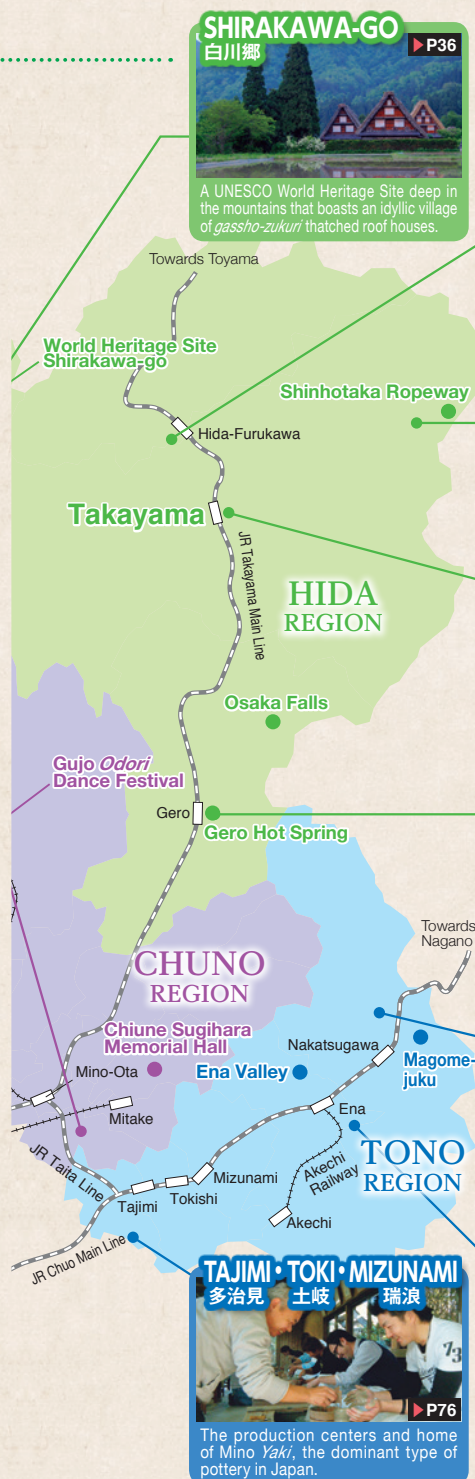 SHIRAKAWA-GO
白川郷
P36
A UNESCO World Heritage Site deep in
the mountains that boasts an idyllic village
of gassho-zukuri thatched roof houses.
Towards Toyama
World Heritage Site
Shirakawa-go
Shinhotaka Ropeway
Hida-Furukawa
Takayama
JR Takayama Main Line
HIDA
REGION
Osaka Falls
Gujo Odori
Dance Festival
Gero
Gero Hot Spring
Towards
Nagano
CHUNO
REGION
Chiune Sugihara
Memorial Hall
Nakatsugawa
Magome-
juku
Mino-Ota
Ena Valley
Mitake
Ena
TONO
REGION
JR Taita Line
Mizunami
Akechi
Railway
Tokishi
Tajimi
Akechi
JR Chuo Main Line
TAJIMI・TOKI・MIZUNAMI
多治見 土岐 瑞浪
P76
The production centers and home
of Mino Yaki, the dominant type of
pottery in Japan.